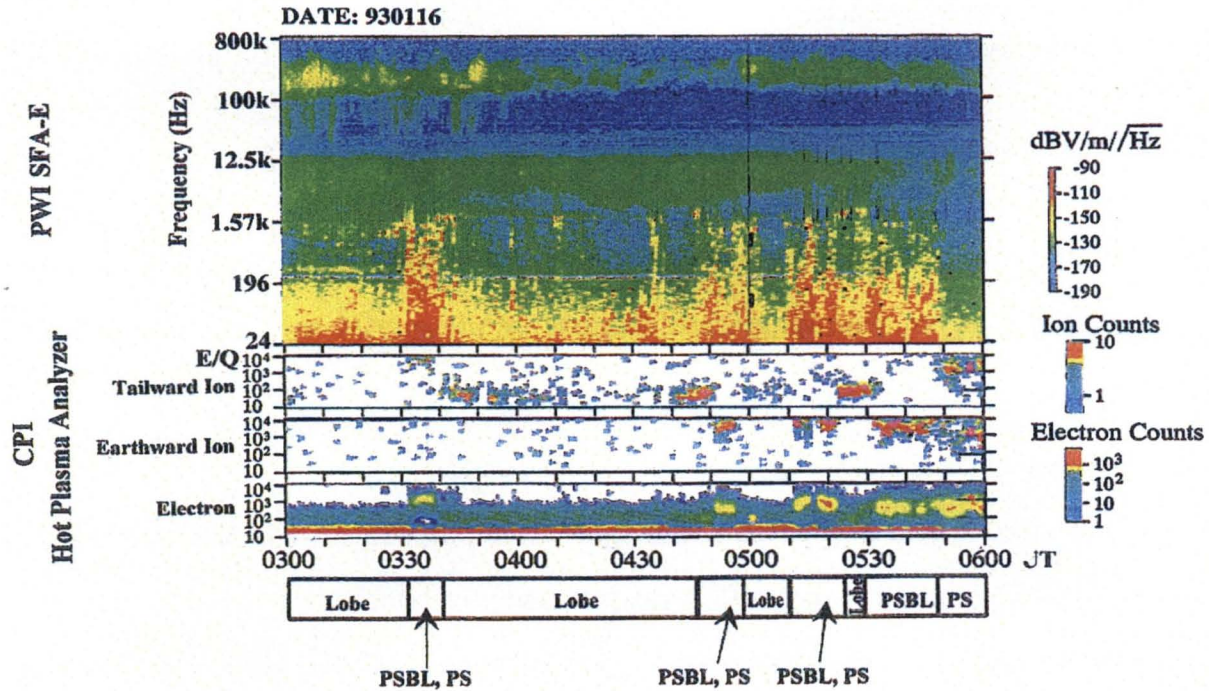 DATE: 930116
PWI SFA-E
Frequency (Hz)
800k
100k
12.5k
1.57k
196
24
dBV/m//Hz
-90
-110
-150
-130
-170
-190
Ion Counts
10
1
Electron Counts
10³
10²
10
1
CPI
Hot Plasma Analyzer
E/Q
Tailward Ion
10⁴
10³
10²
10
Earthward Ion
10⁴
10³
10²
10
Electron
10⁴
10³
10²
10
0300 0330 0400 0430 0500 0530 0600 JT
Lobe Lobe Lobe Lobe PSBL PS
PSBL, PS PSBL, PS PSBL, PS